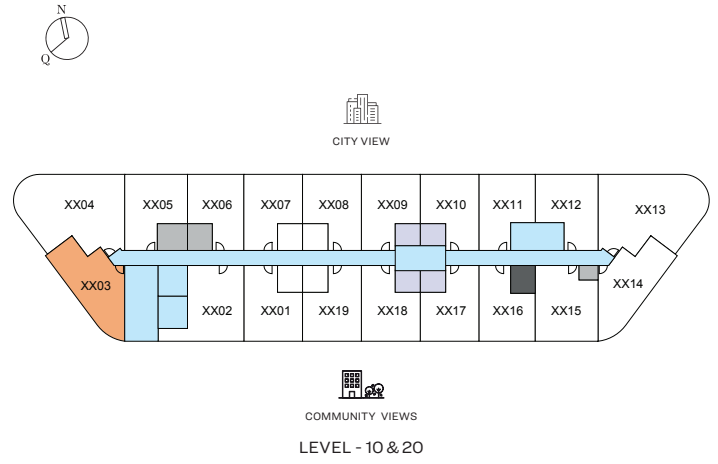 N
Q
CITY VIEW
XX04 XX05 XX06 XX07 XX08 XX09 XX10 XX11 XX12 XX13
XX03 XX14
XX02 XX01 XX19 XX18 XX17 XX16 XX15
COMMUNITY VIEWS
LEVEL - 10 & 20